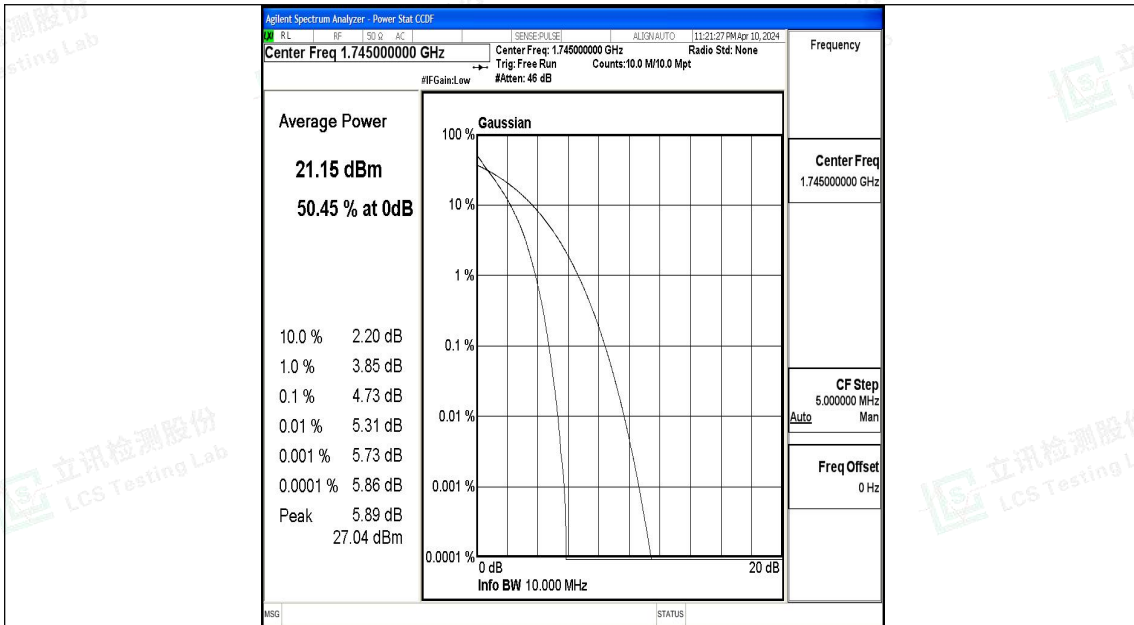 Agilent Spectrum Analyzer - Power Stat CCDF
LXI RL RF 50 Ω AC SENSE:PULSE ALIGN AUTO 11:21:27 PM Apr 10, 2024
Center Freq 1.745000000 GHz
Center Freq: 1.745000000 GHz Radio Std: None
Trig: Free Run Counts:10.0 M/10.0 Mpt
#IFGain:Low #Atten: 46 dB
Average Power
21.15 dBm
50.45 % at 0dB
10.0 % 2.20 dB
1.0 % 3.85 dB
0.1 % 4.73 dB
0.01 % 5.31 dB
0.001 % 5.73 dB
0.0001 % 5.86 dB
Peak 5.89 dB
27.04 dBm
Gaussian
100 %
10 %
1 %
0.1 %
0.01 %
0.001 %
0.0001 %
0 dB 20 dB
Info BW 10.000 MHz
Frequency
Center Freq
1.745000000 GHz
CF Step
5.000000 MHz
Auto Man
Freq Offset
0 Hz
MSG STATUS
立讯检测股份
LCS Testing Lab
立讯检测股
LCS Testing L
测股份
sting Lab
立